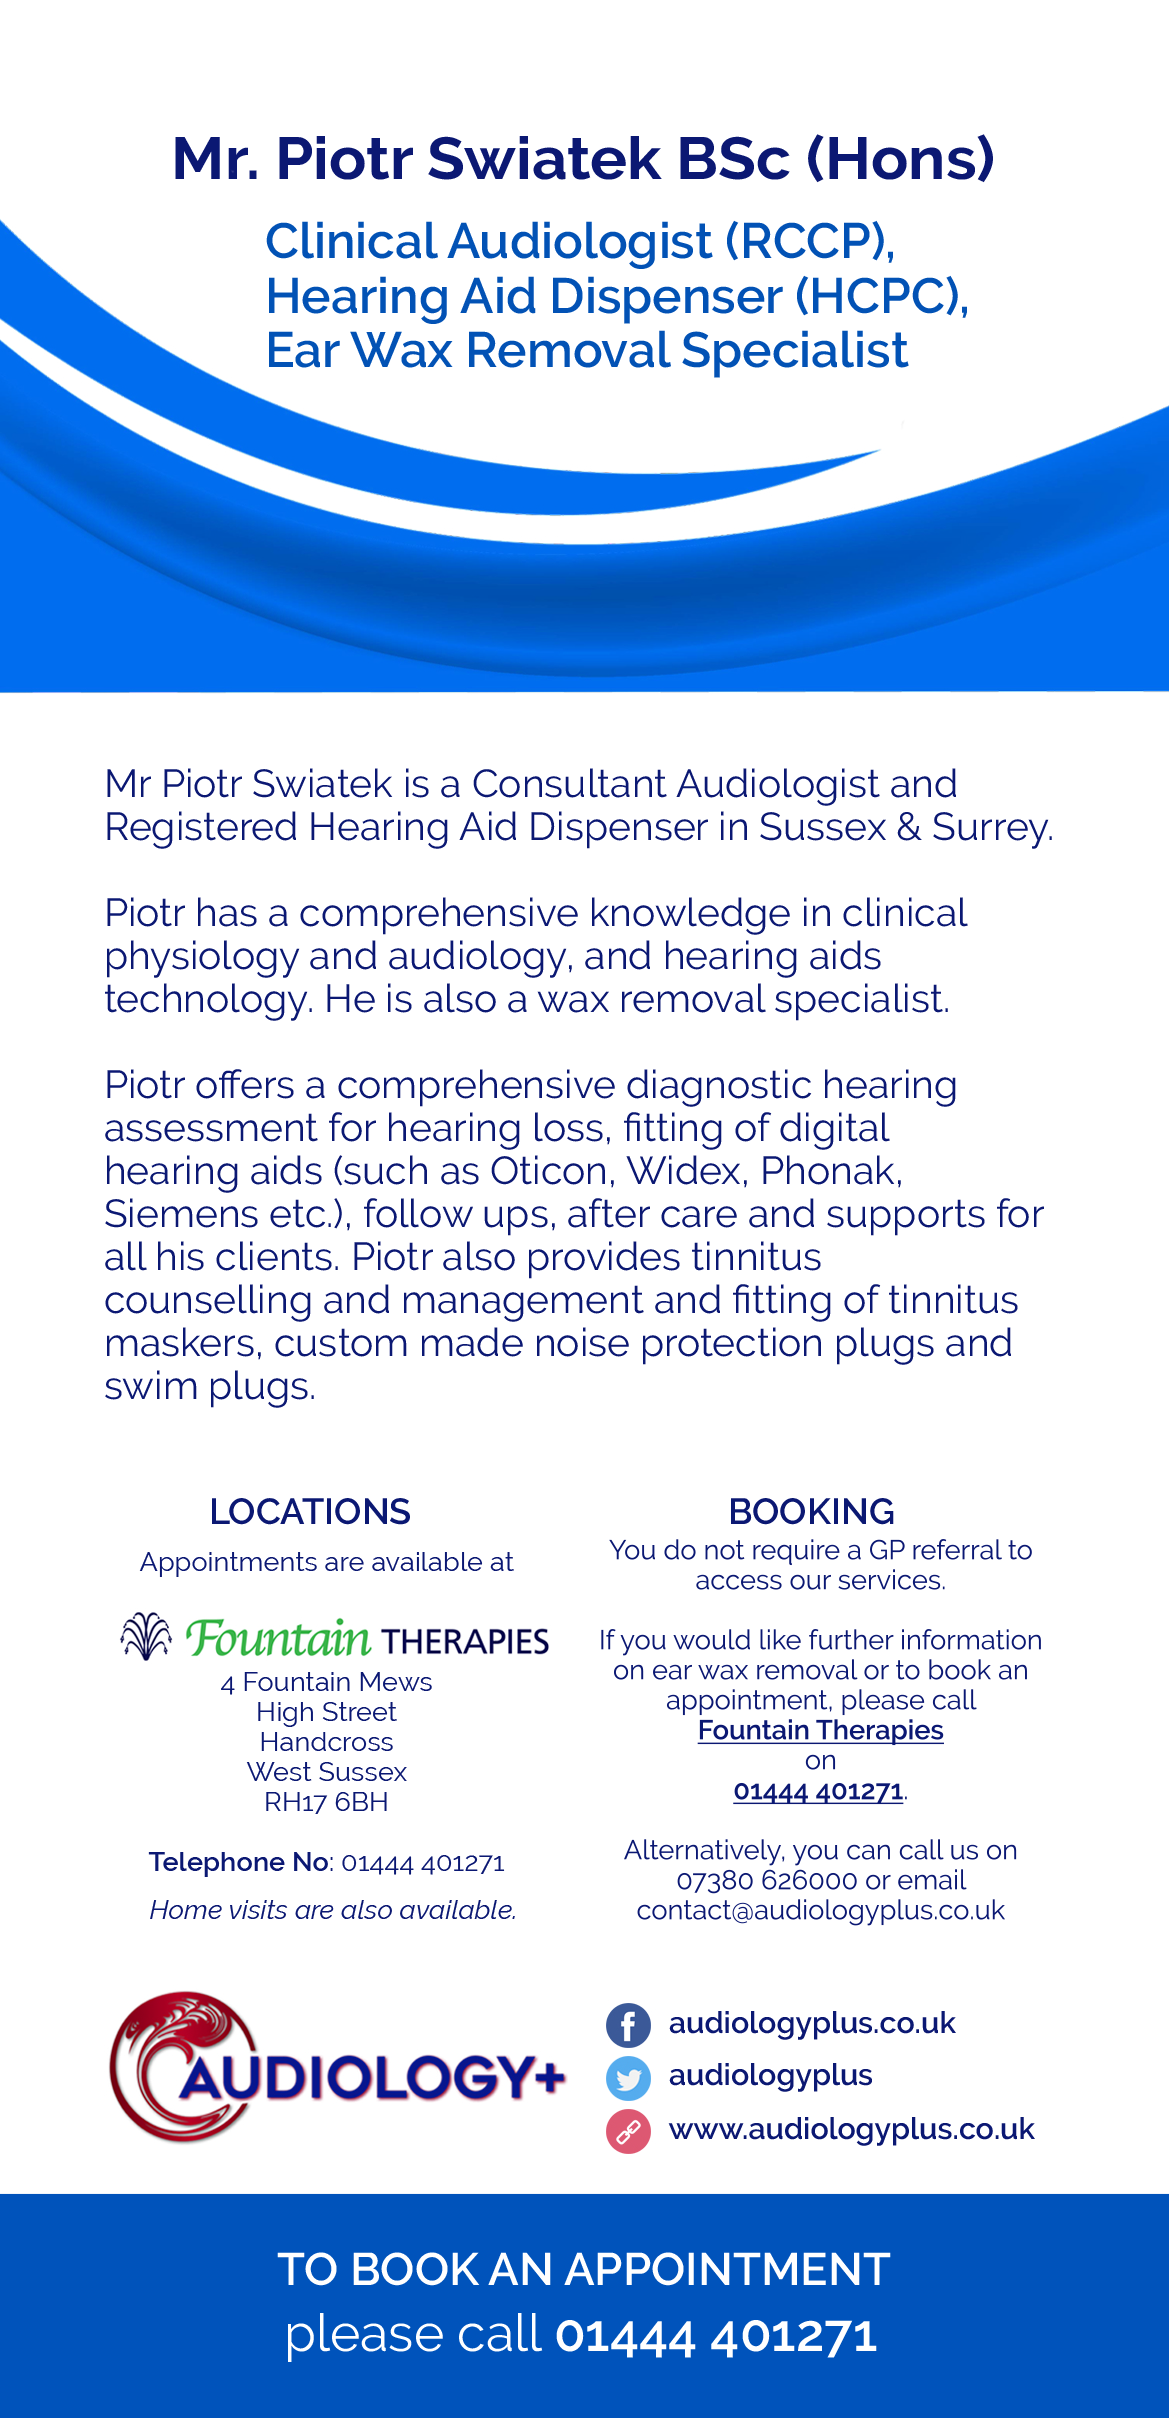 Mr. Piotr Swiatek BSc (Hons)
Clinical Audiologist (RCCP),
Hearing Aid Dispenser (HCPC),
Ear Wax Removal Specialist
Mr Piotr Swiatek is a Consultant Audiologist and
Registered Hearing Aid Dispenser in Sussex & Surrey.
Piotr has a comprehensive knowledge in clinical
physiology and audiology, and hearing aids
technology. He is also a wax removal specialist.
Piotr offers a comprehensive diagnostic hearing
assessment for hearing loss, fitting of digital
hearing aids (such as Oticon, Widex, Phonak,
Siemens etc.), follow ups, after care and supports for
all his clients. Piotr also provides tinnitus
counselling and management and fitting of tinnitus
maskers, custom made noise protection plugs and
swim plugs.
LOCATIONS
Appointments are available at
Fountain THERAPIES
4 Fountain Mews
High Street
Handcross
West Sussex
RH17 6BH
Telephone No: 01444 401271
Home visits are also available.
BOOKING
You do not require a GP referral to
access our services.
If you would like further information
on ear wax removal or to book an
appointment, please call
Fountain Therapies
on
01444 401271.
Alternatively, you can call us on
07380 626000 or email
contact@audiologyplus.co.uk
AUDIOLOGY+
audiologyplus.co.uk
audiologyplus
www.audiologyplus.co.uk
TO BOOK AN APPOINTMENT
please call 01444 401271